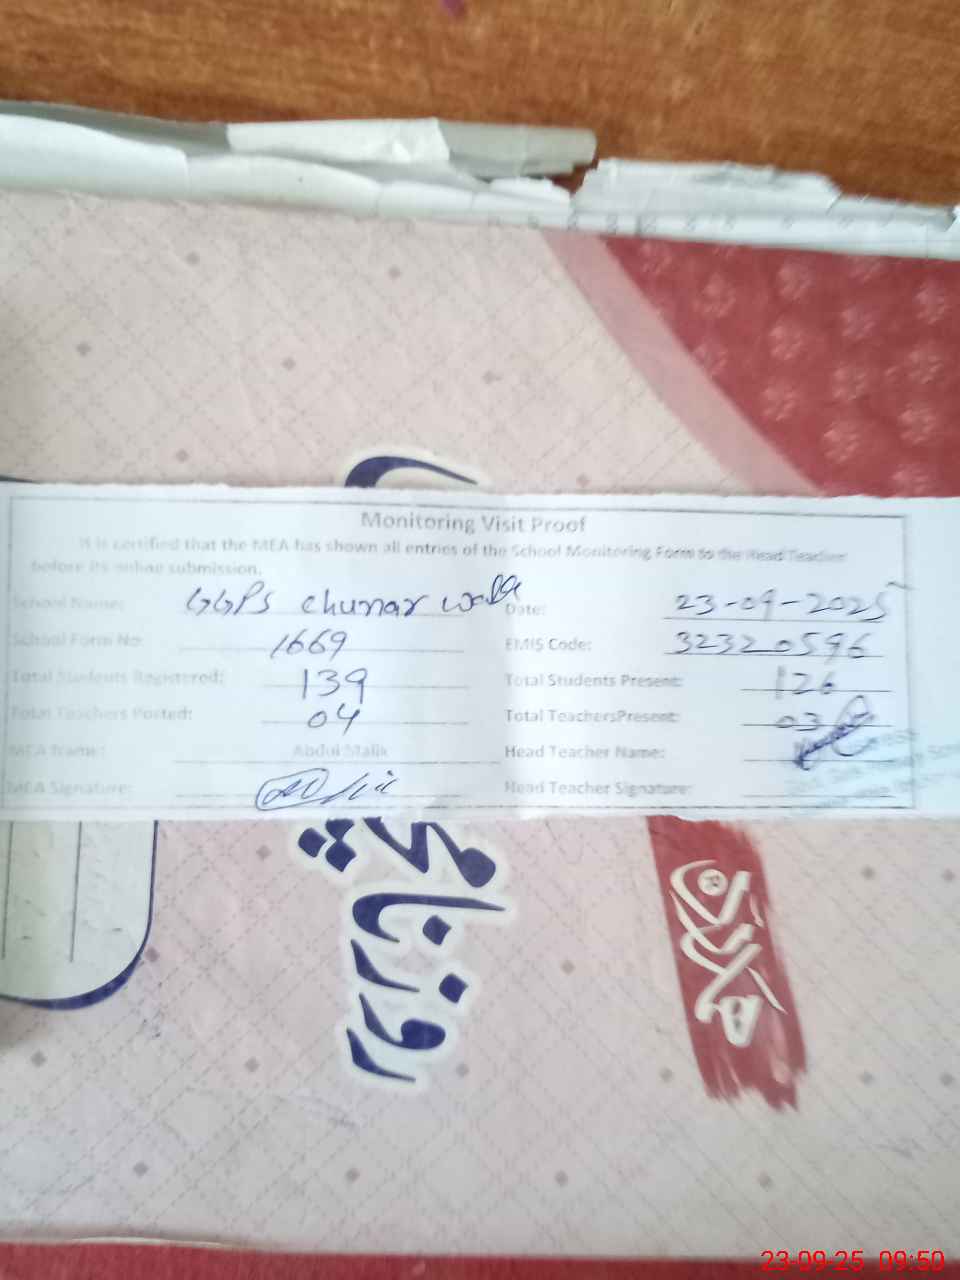 Monitoring Visit Proof
It is certified that the MEA has shown all entries of the School Monitoring Form to the Head Teacher
before its online submission.
School Name: GGPS chunar walla Date: 23-09-2025
School Form No: 1669 EMIS Code: 32320596
Total Students Registered: 139 Total Students Present: 126
Total Teachers Posted: 04 Total TeachersPresent: 03
MEA Name: Abdul Malik Head Teacher Name:
MEA Signature: Head Teacher Signature:
روزنامچہ
ہمدرد
23-09-25 09:50